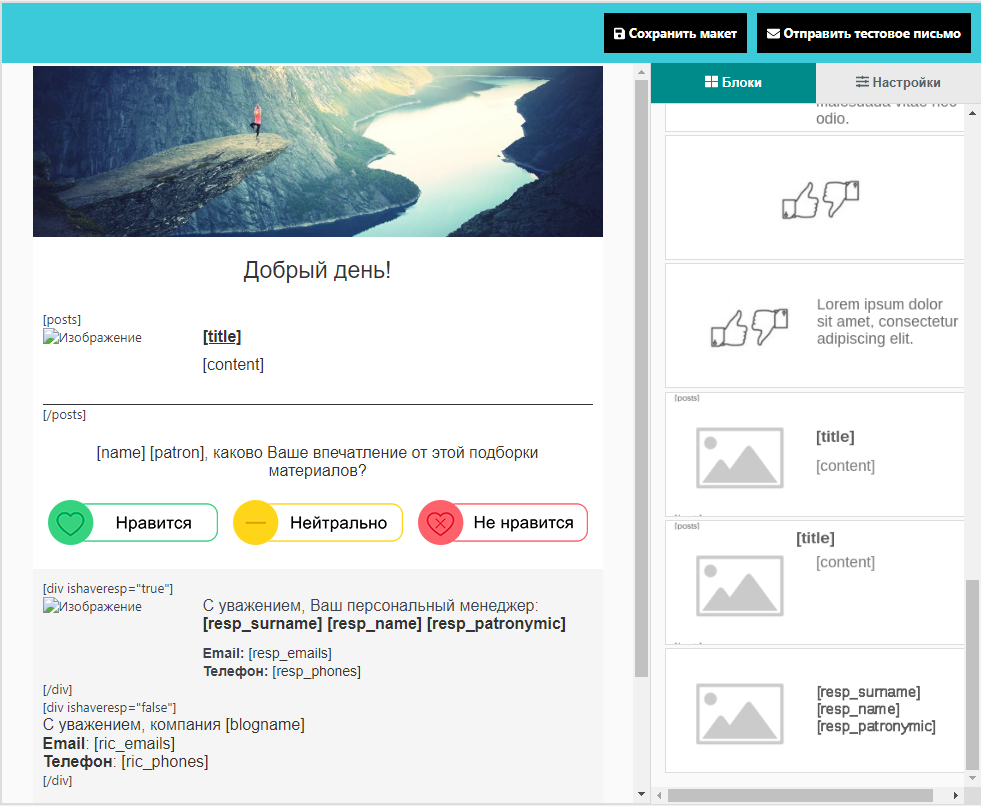 Сохранить макет
Отправить тестовое письмо
Блоки
Настройки
Добрый день!
[posts]
Изображение
[title]
[content]
[/posts]
[name] [patron], каково Ваше впечатление от этой подборки
материалов?
Нравится
Нейтрально
Не нравится
[div ishaveresp="true"]
Изображение
С уважением, Ваш персональный менеджер:
[resp_surname] [resp_name] [resp_patronymic]
Email: [resp_emails]
Телефон: [resp_phones]
[/div]
[div ishaveresp="false"]
С уважением, компания [blogname]
Email: [ric_emails]
Телефон: [ric_phones]
[/div]
malesuada vitae nec
odio.
Lorem ipsum dolor
sit amet, consectetur
adipiscing elit.
[posts]
[title]
[content]
[posts]
[title]
[content]
[resp_surname]
[resp_name]
[resp_patronymic]